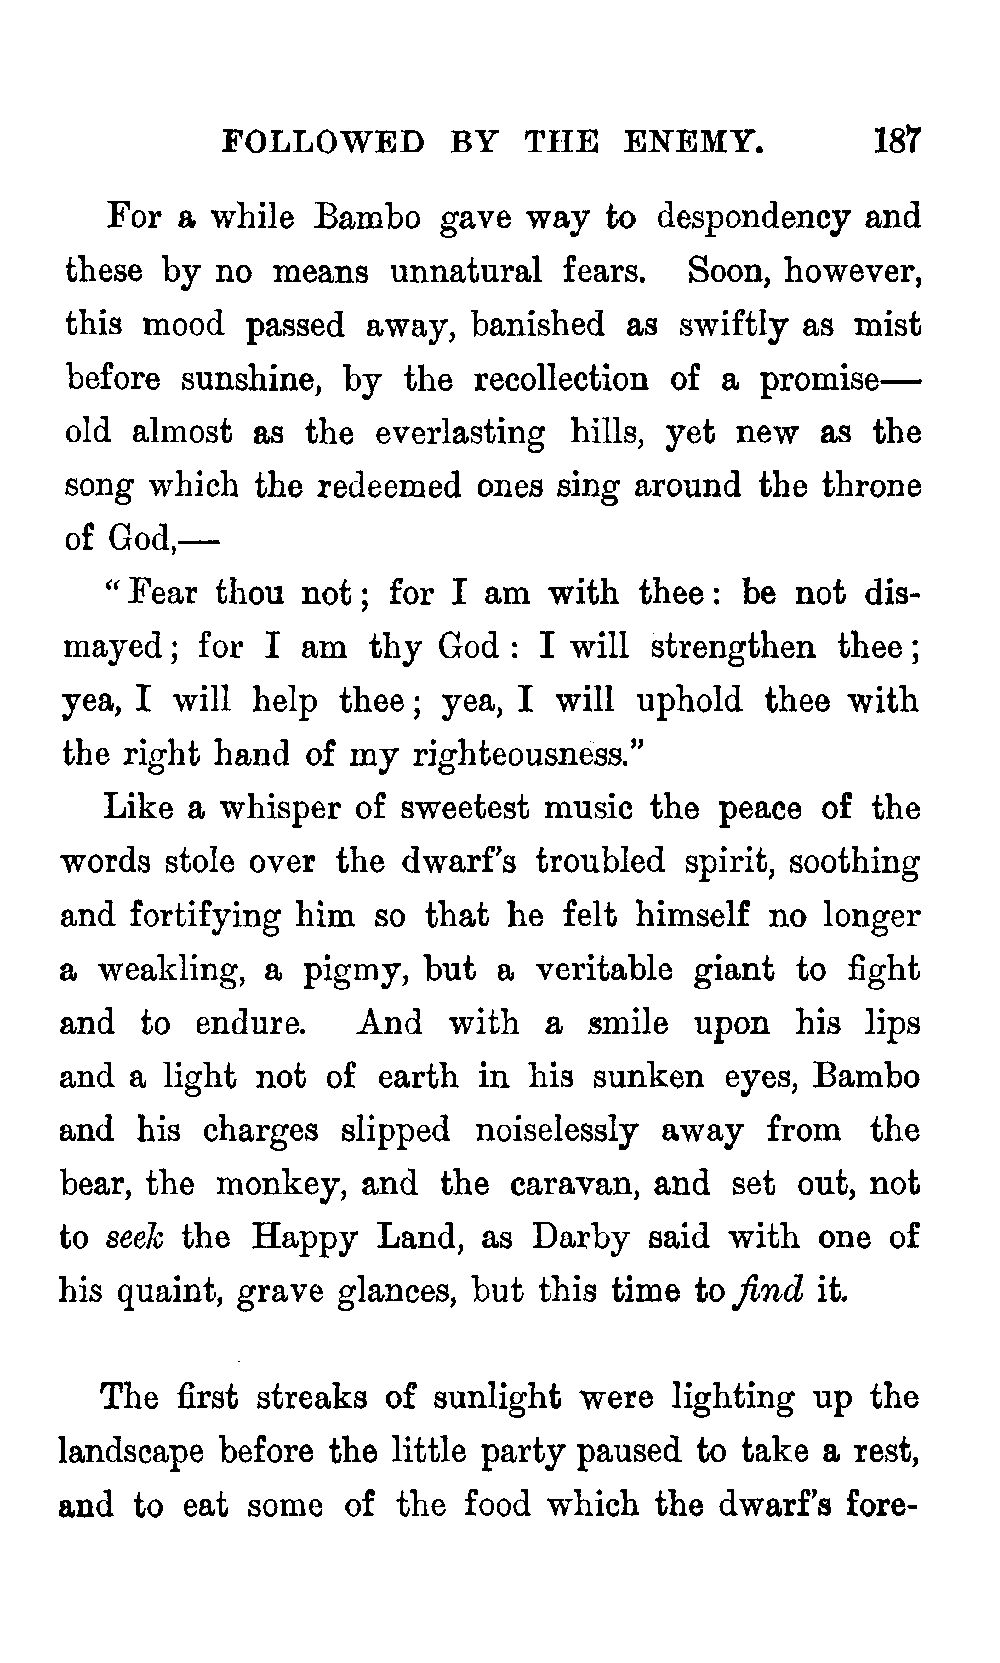 FOLLOWED BY THE ENEMY. 187
For a while Bambo gave way to despondency and
these by no means unnatural fears. Soon, however,
this mood passed away, banished as swiftly as mist
before sunshine, by the recollection of a promise—
old almost as the everlasting hills, yet new as the
song which the redeemed ones sing around the throne
of God,—
“Fear thou not; for I am with thee: be not dis-
mayed; for I am thy God: I will strengthen thee;
yea, I will help thee; yea, I will uphold thee with
the right hand of my righteousness.”
Like a whisper of sweetest music the peace of the
words stole over the dwarf’s troubled spirit, soothing
and fortifying him so that he felt himself no longer
a weakling, a pigmy, but a veritable giant to fight
and to endure. And with a smile upon his lips
and a light not of earth in his sunken eyes, Bambo
and his charges slipped noiselessly away from the
bear, the monkey, and the caravan, and set out, not
to seek the Happy Land, as Darby said with one of
his quaint, grave glances, but this time to find it.
The first streaks of sunlight were lighting up the
landscape before the little party paused to take a rest,
and to eat some of the food which the dwarf’s fore-